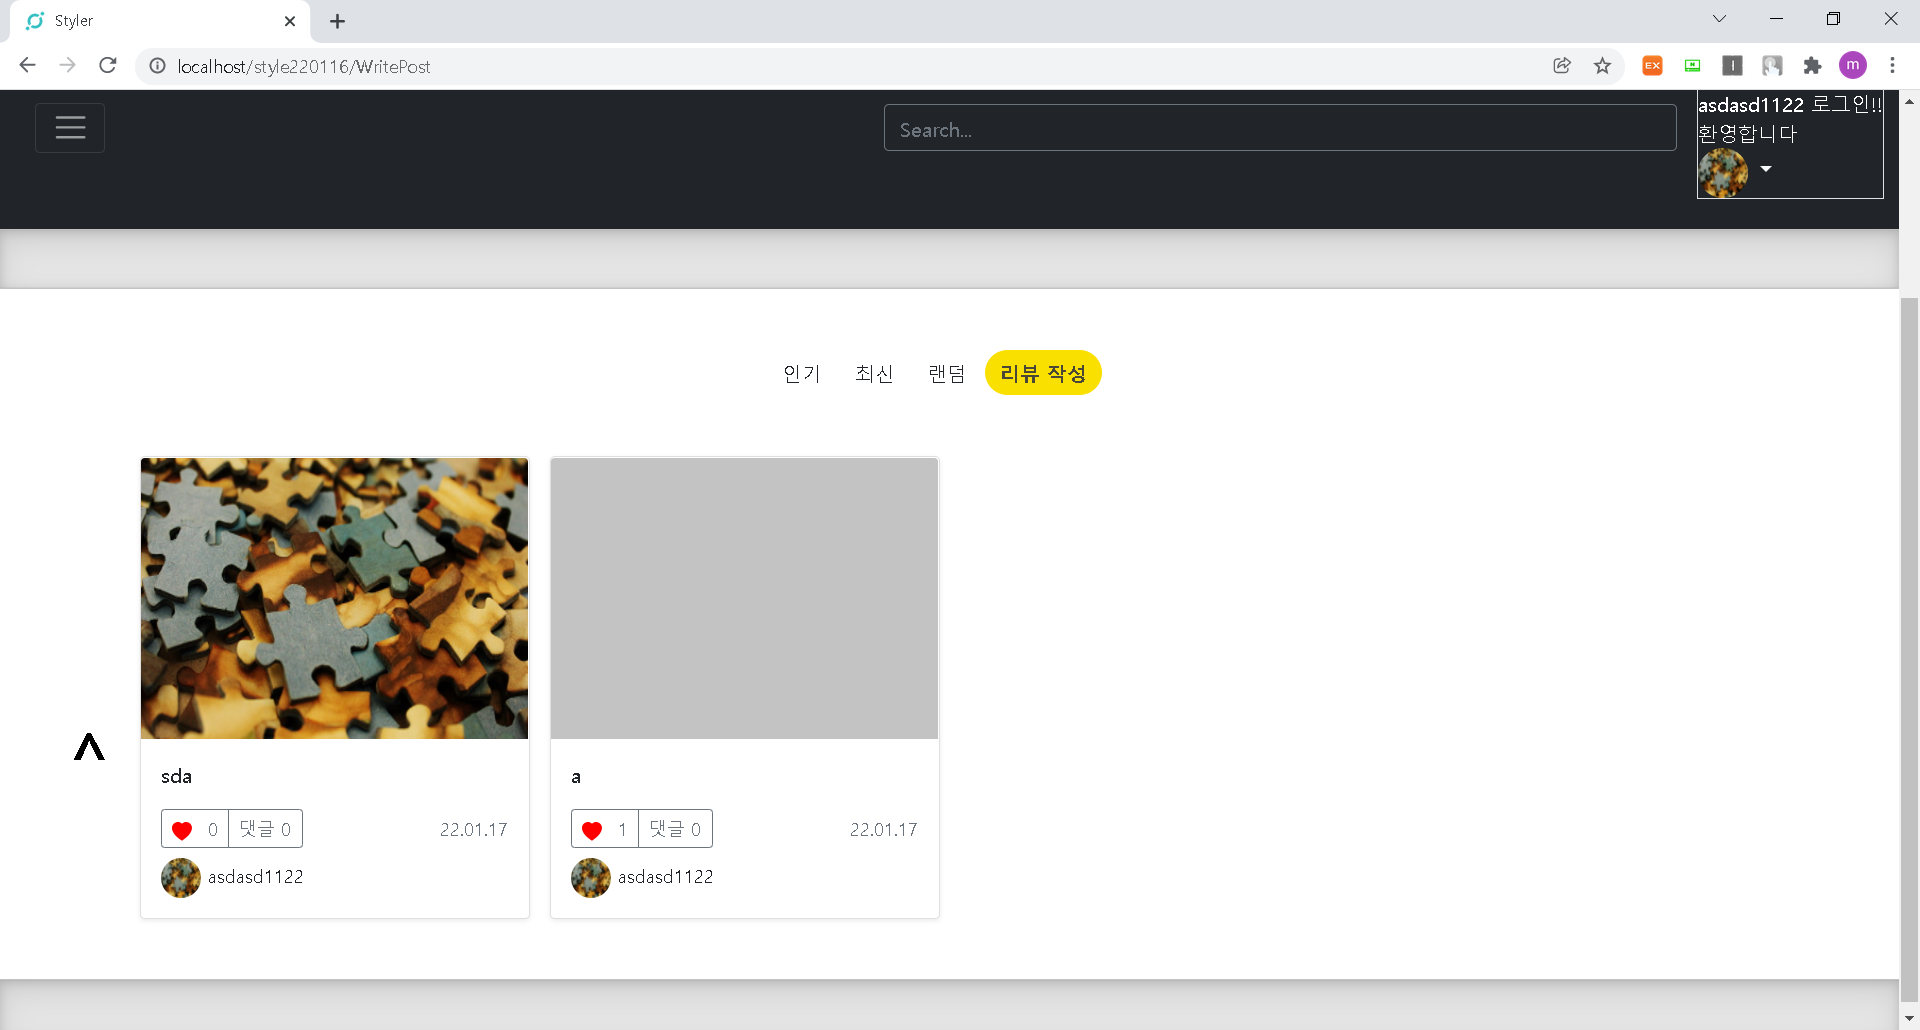 Styler
localhost/style220116/WritePost
EX
N
I
m
Search...
asdasd1122 로그인!!
환영합니다
인기 최신 랜덤 리뷰 작성
sda
0 댓글 0 22.01.17
asdasd1122
a
1 댓글 0 22.01.17
asdasd1122